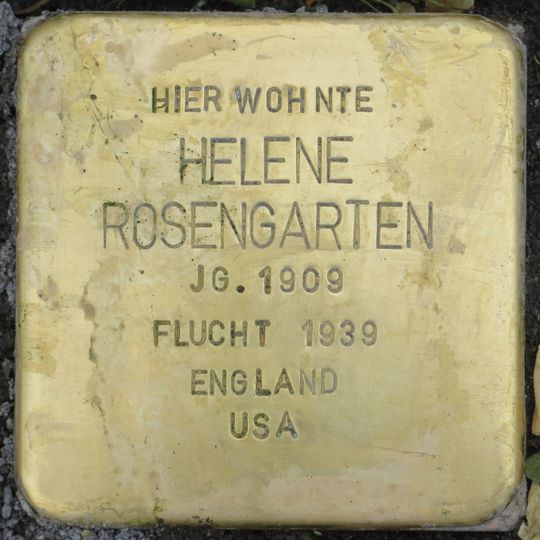 HIER WOHNTE
HELENE
ROSENGARTEN
JG. 1909
FLUCHT 1939
ENGLAND
USA